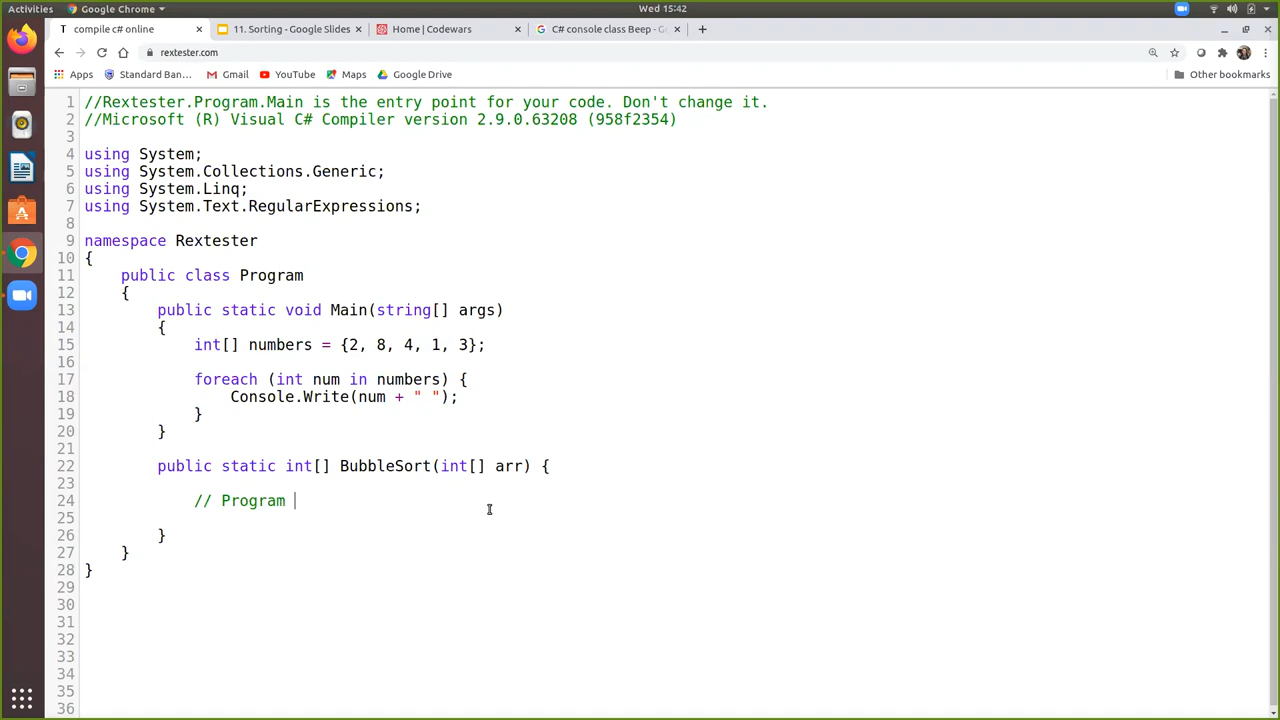 Activities
Google Chrome
Wed 15:42
compile c# online
11. Sorting - Google Slides
Home | Codewars
C# console class Beep - Go
rextester.com
Apps
Standard Ban...
Gmail
YouTube
Maps
Google Drive
Other bookmarks
1 //Rextester.Program.Main is the entry point for your code. Don't change it.
2 //Microsoft (R) Visual C# Compiler version 2.9.0.63208 (958f2354)
3
4 using System;
5 using System.Collections.Generic;
6 using System.Linq;
7 using System.Text.RegularExpressions;
8
9 namespace Rextester
10 {
11 public class Program
12 {
13 public static void Main(string[] args)
14 {
15 int[] numbers = {2, 8, 4, 1, 3};
16
17 foreach (int num in numbers) {
18 Console.Write(num + " ");
19 }
20 }
21
22 public static int[] BubbleSort(int[] arr) {
23
24 // Program
25
26 }
27 }
28 }
29
30
31
32
33
34
35
36